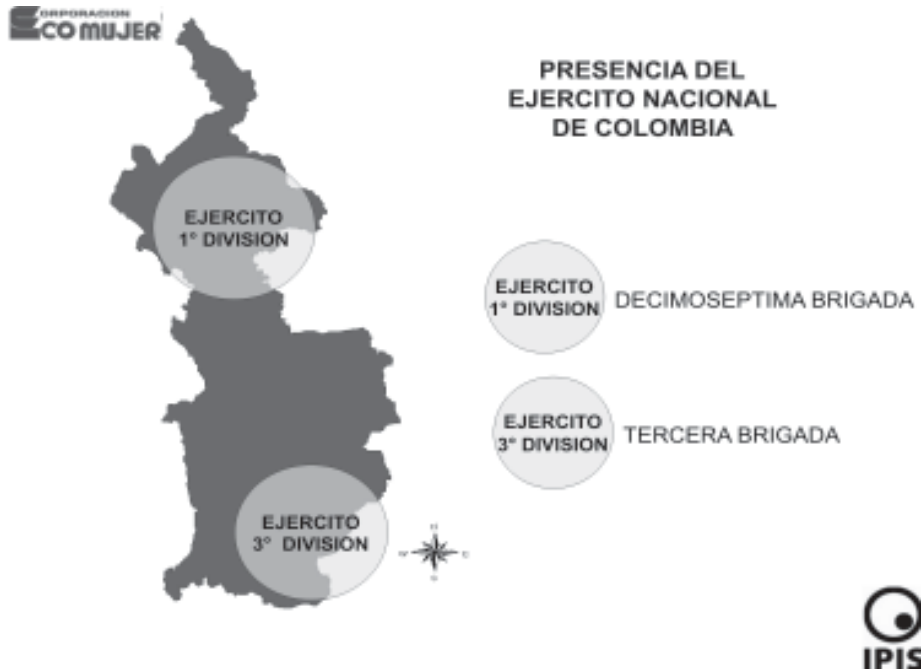 CORPORACION
ECO MUJER
PRESENCIA DEL
EJERCITO NACIONAL
DE COLOMBIA
EJERCITO
1° DIVISION
EJERCITO
1° DIVISION
DECIMOSEPTIMA BRIGADA
EJERCITO
3° DIVISION
TERCERA BRIGADA
EJERCITO
3° DIVISION
IPIS